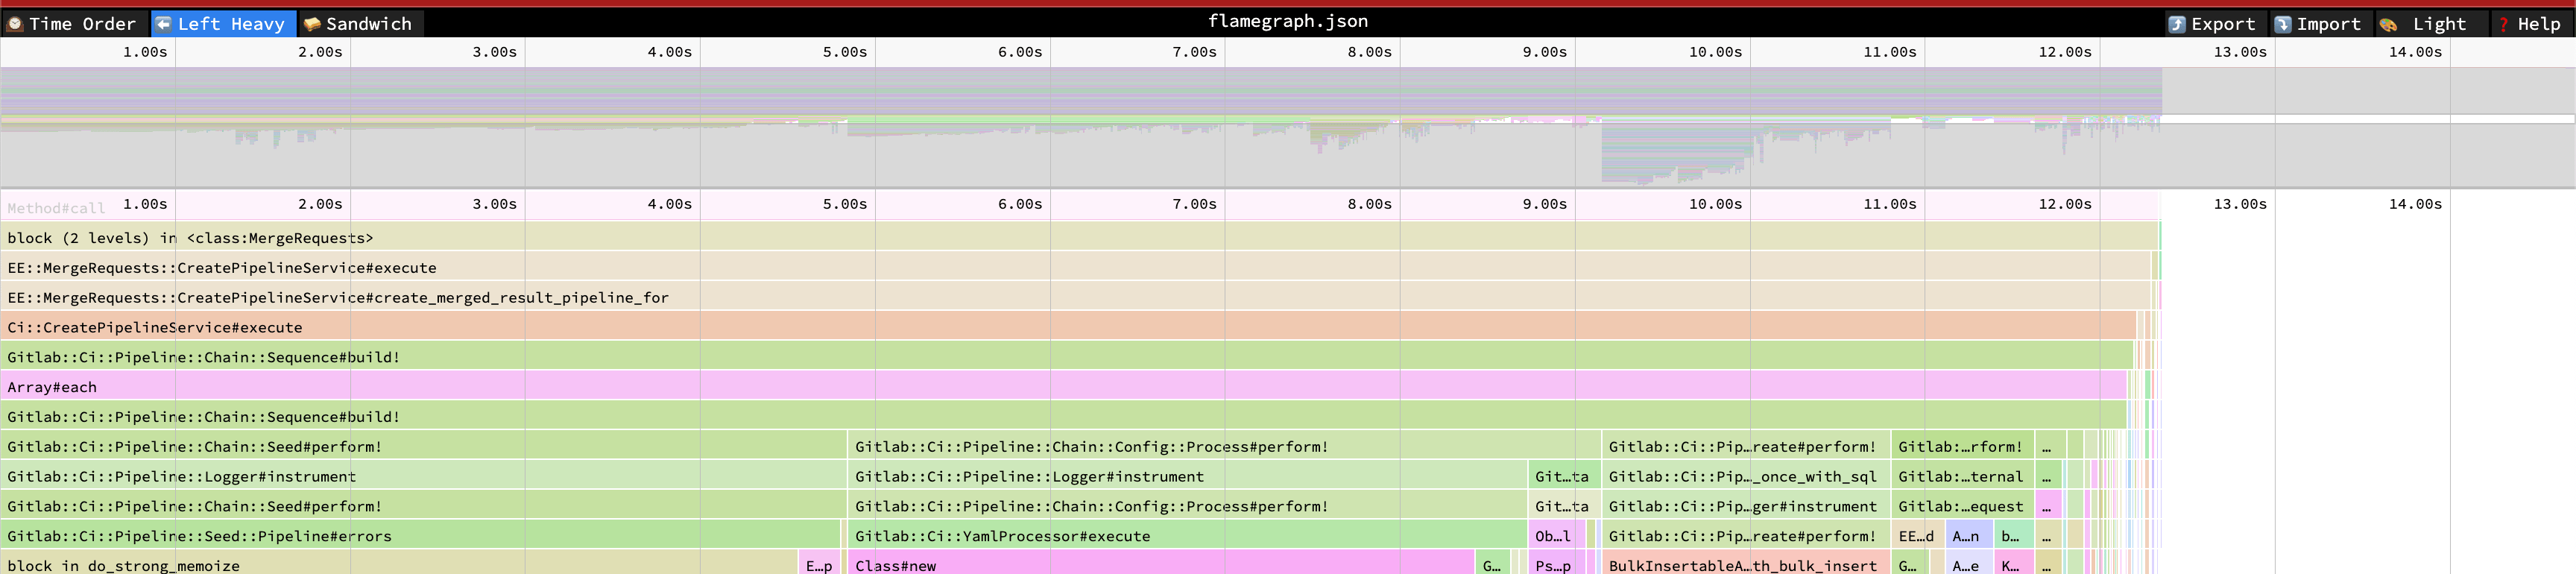 Time Order Left Heavy Sandwich flamegraph.json Export Import Light ? Help
1.00s 2.00s 3.00s 4.00s 5.00s 6.00s 7.00s 8.00s 9.00s 10.00s 11.00s 12.00s 13.00s 14.00s
Method#call 1.00s 2.00s 3.00s 4.00s 5.00s 6.00s 7.00s 8.00s 9.00s 10.00s 11.00s 12.00s 13.00s 14.00s
block (2 levels) in <class:MergeRequests>
EE::MergeRequests::CreatePipelineService#execute
EE::MergeRequests::CreatePipelineService#create_merged_result_pipeline_for
Ci::CreatePipelineService#execute
Gitlab::Ci::Pipeline::Chain::Sequence#build!
Array#each
Gitlab::Ci::Pipeline::Chain::Sequence#build!
Gitlab::Ci::Pipeline::Chain::Seed#perform! Gitlab::Ci::Pipeline::Chain::Config::Process#perform! Gitlab::Ci::Pip…reate#perform! Gitlab:…rform! …
Gitlab::Ci::Pipeline::Logger#instrument Gitlab::Ci::Pipeline::Logger#instrument Git…ta Gitlab::Ci::Pip…_once_with_sql Gitlab:…ternal …
Gitlab::Ci::Pipeline::Chain::Seed#perform! Gitlab::Ci::Pipeline::Chain::Config::Process#perform! Git…ta Gitlab::Ci::Pip…ger#instrument Gitlab:…equest …
Gitlab::Ci::Pipeline::Seed::Pipeline#errors Gitlab::Ci::YamlProcessor#execute Ob…l Gitlab::Ci::Pip…reate#perform! EE…d A…n b… …
block in do_strong_memoize E…p Class#new G… Ps…p BulkInsertableA…th_bulk_insert G… A…e K… …